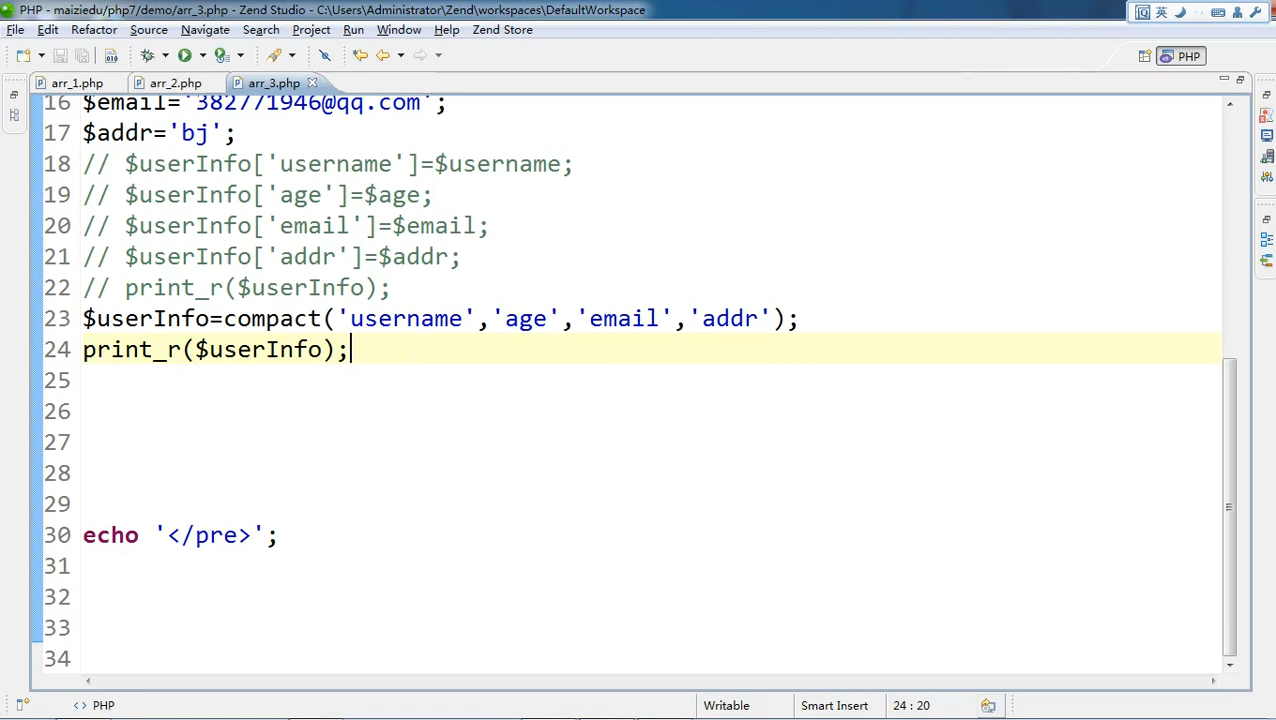 PHP - maiziedu/php7/demo/arr_3.php - Zend Studio - C:\Users\Administrator\Zend\workspaces\DefaultWorkspace
英
File Edit Refactor Source Navigate Search Project Run Window Help Zend Store
PHP
arr_1.php arr_2.php arr_3.php
16 $email='382771946@qq.com';
17 $addr='bj';
18 // $userInfo['username']=$username;
19 // $userInfo['age']=$age;
20 // $userInfo['email']=$email;
21 // $userInfo['addr']=$addr;
22 // print_r($userInfo);
23 $userInfo=compact('username','age','email','addr');
24 print_r($userInfo);
25
26
27
28
29
30 echo '</pre>';
31
32
33
34
<> PHP Writable Smart Insert 24 : 20